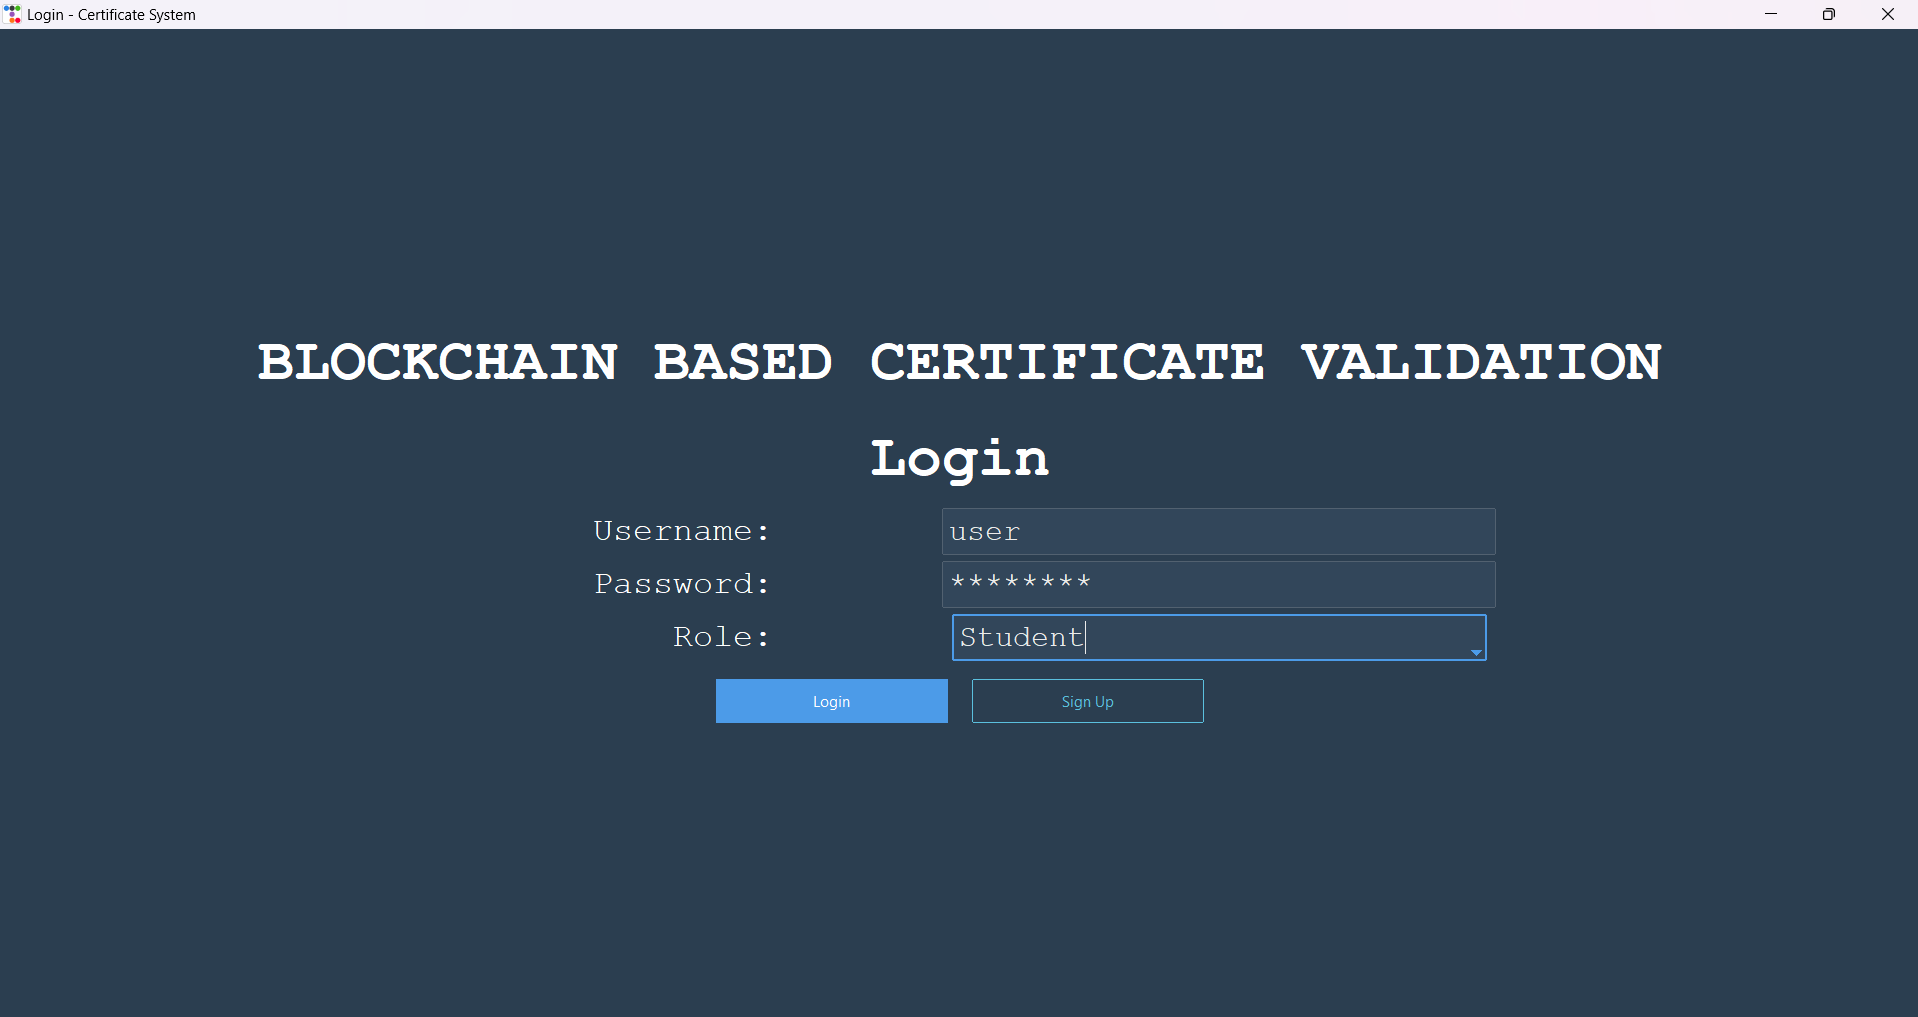 Login - Certificate System
BLOCKCHAIN BASED CERTIFICATE VALIDATION
Login
Username: user
Password: ********
Role: Student
Login Sign Up